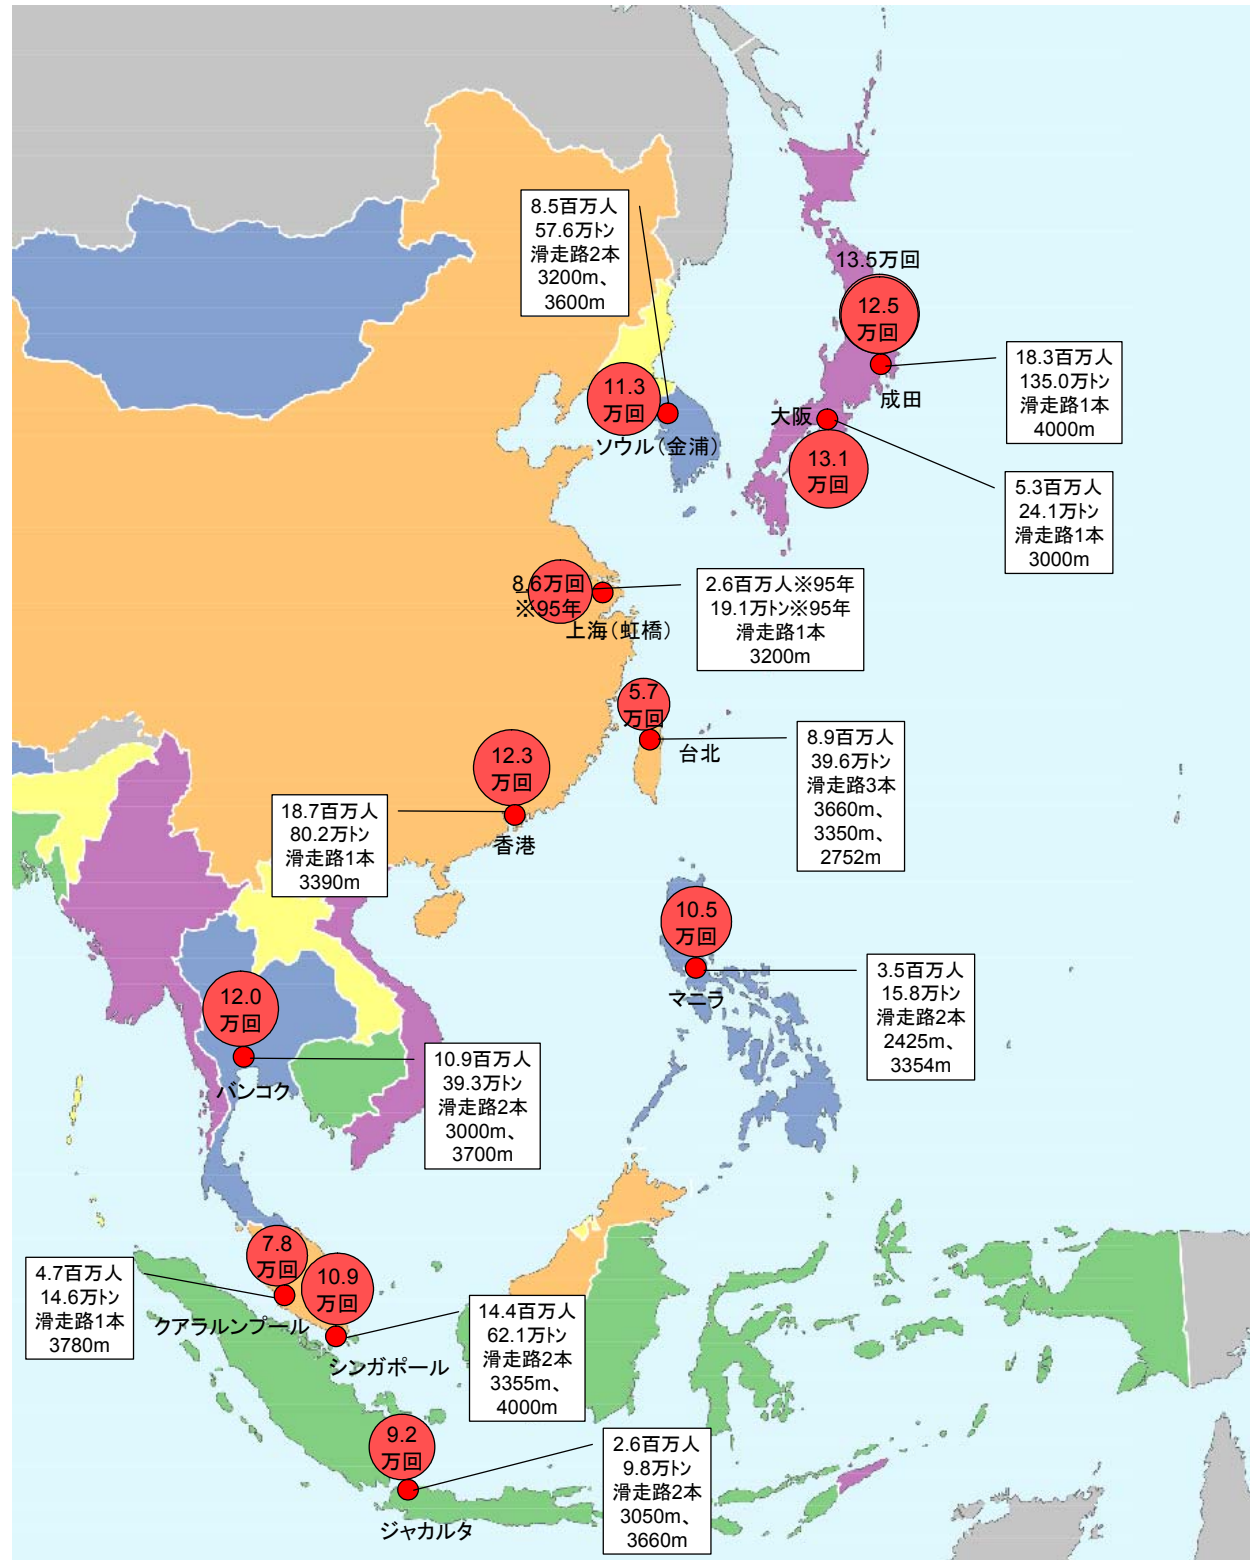 8.5百万人
57.6万トン
滑走路2本
3200m、
3600m
13.5万回
12.5
万回
18.3百万人
135.0万トン
滑走路1本
4000m
成田
11.3
万回
ソウル(金浦)
大阪
13.1
万回
5.3百万人
24.1万トン
滑走路1本
3000m
8.6万回
※95年
上海(虹橋)
2.6百万人※95年
19.1万トン※95年
滑走路1本
3200m
5.7
万回
台北
8.9百万人
39.6万トン
滑走路3本
3660m、
3350m、
2752m
12.3
万回
香港
18.7百万人
80.2万トン
滑走路1本
3390m
10.5
万回
マニラ
3.5百万人
15.8万トン
滑走路2本
2425m、
3354m
12.0
万回
バンコク
10.9百万人
39.3万トン
滑走路2本
3000m、
3700m
7.8
万回
クアラルンプール
4.7百万人
14.6万トン
滑走路1本
3780m
10.9
万回
シンガポール
14.4百万人
62.1万トン
滑走路2本
3355m、
4000m
9.2
万回
ジャカルタ
2.6百万人
9.8万トン
滑走路2本
3050m、
3660m